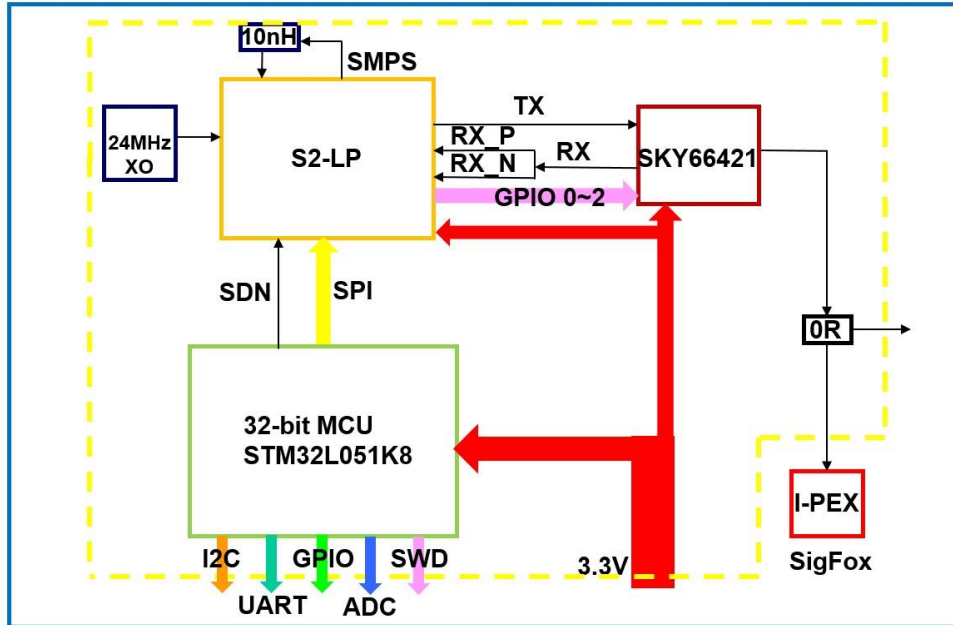 10nH
SMPS
24MHz
XO
S2-LP
TX
RX_P
RX_N
RX
GPIO 0~2
SKY66421
SDN
SPI
0R
32-bit MCU
STM32L051K8
I-PEX
SigFox
I2C
GPIO
SWD
3.3V
UART
ADC